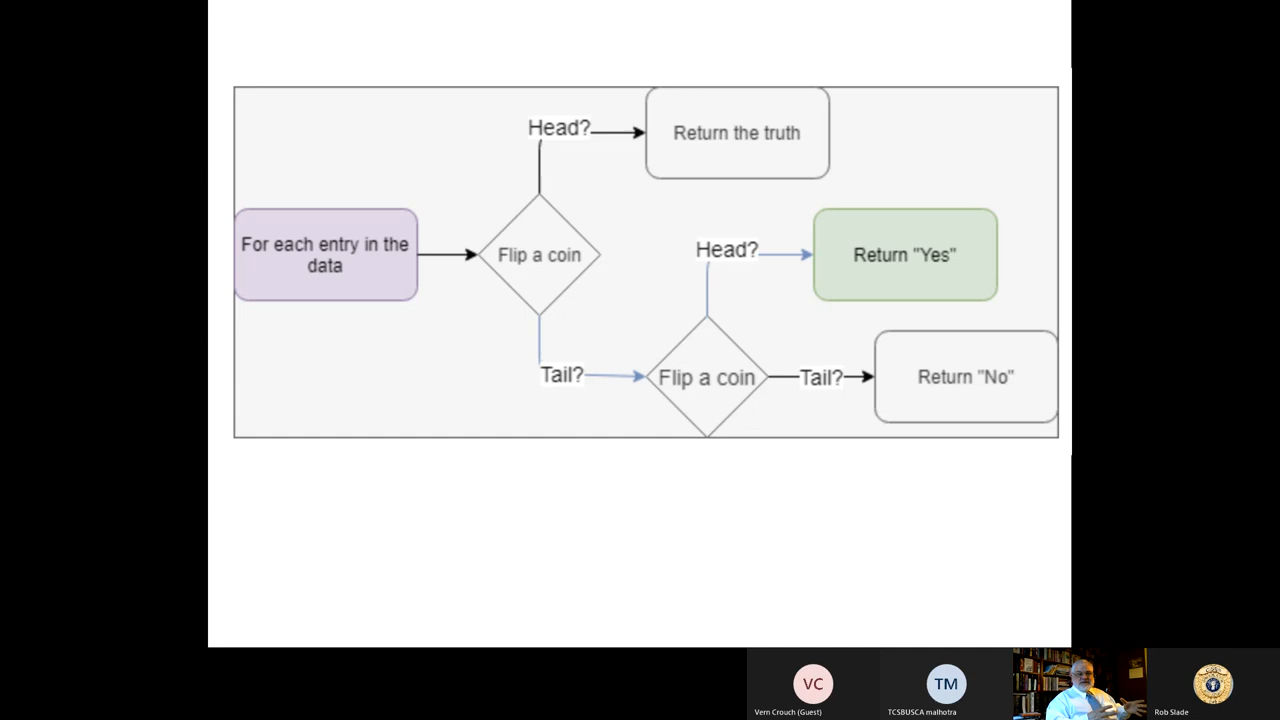 Head?
Return the truth
For each entry in the
data
Flip a coin
Head?
Return "Yes"
Tail?
Flip a coin
Tail?
Return "No"
VC
TM
Vern Crouch (Guest)
TCSBUSCA malhotra
Rob Slade